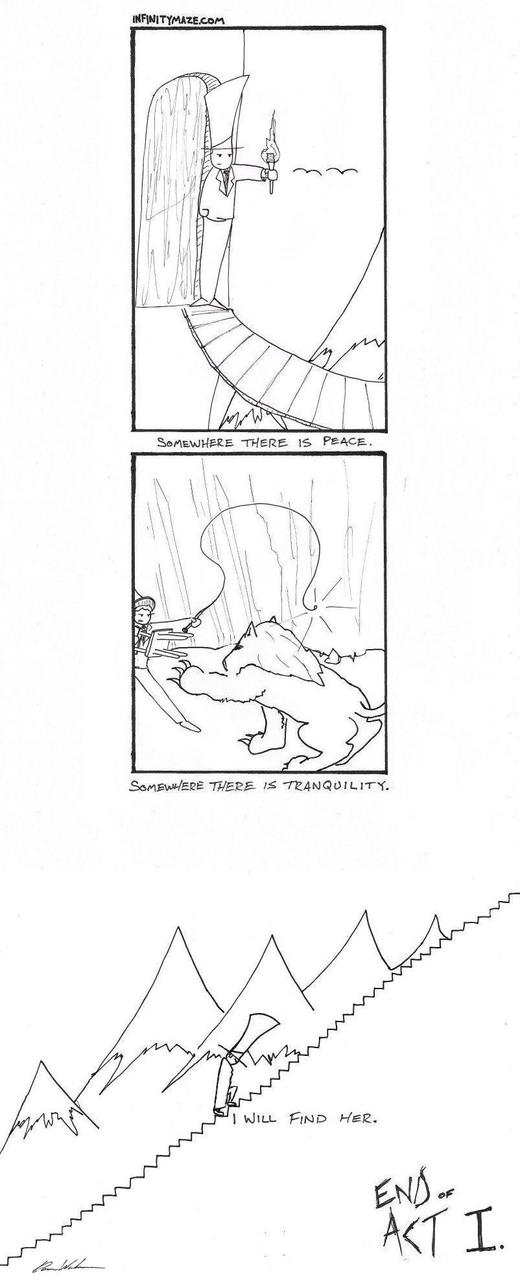 INFINITYMAZE.COM
SOMEWHERE THERE IS PEACE.
SOMEWHERE THERE IS TRANQUILITY.
I WILL FIND HER.
END OF
ACT I.